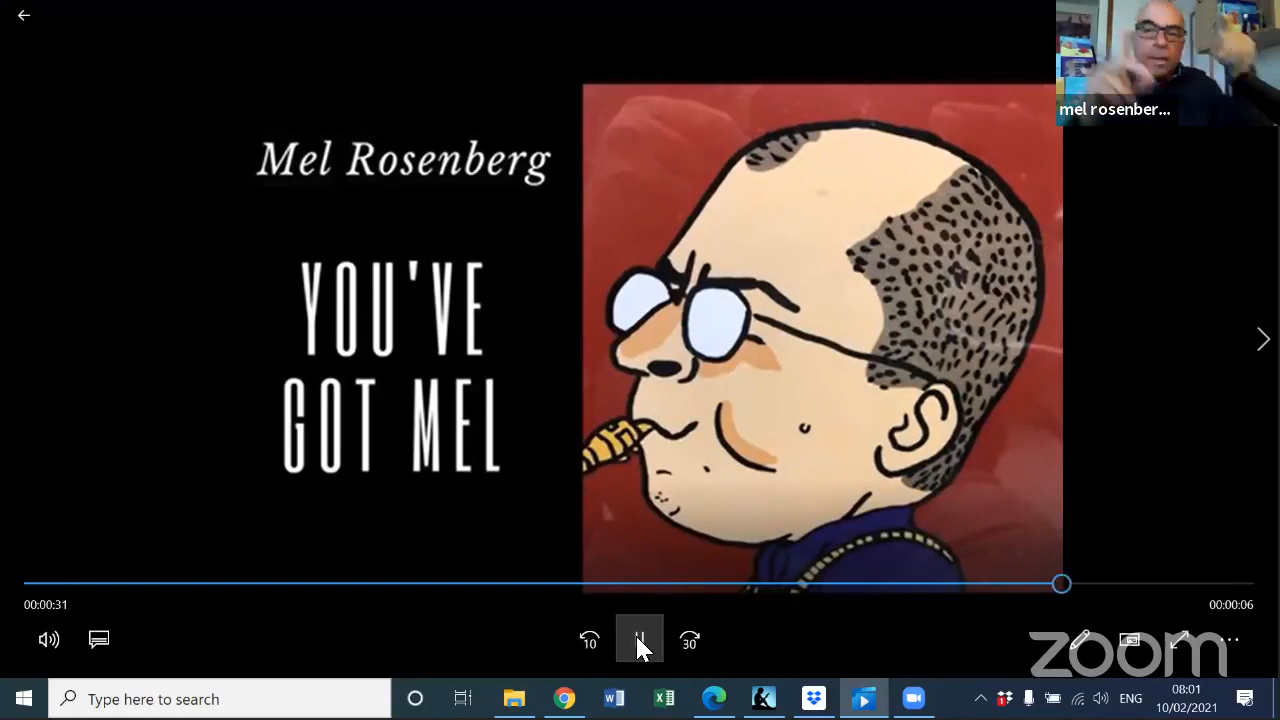 mel rosenber...
Mel Rosenberg
YOU'VE
GOT MEL
00:00:31
00:00:06
10
30
zoom
Type here to search
ENG
08:01
10/02/2021